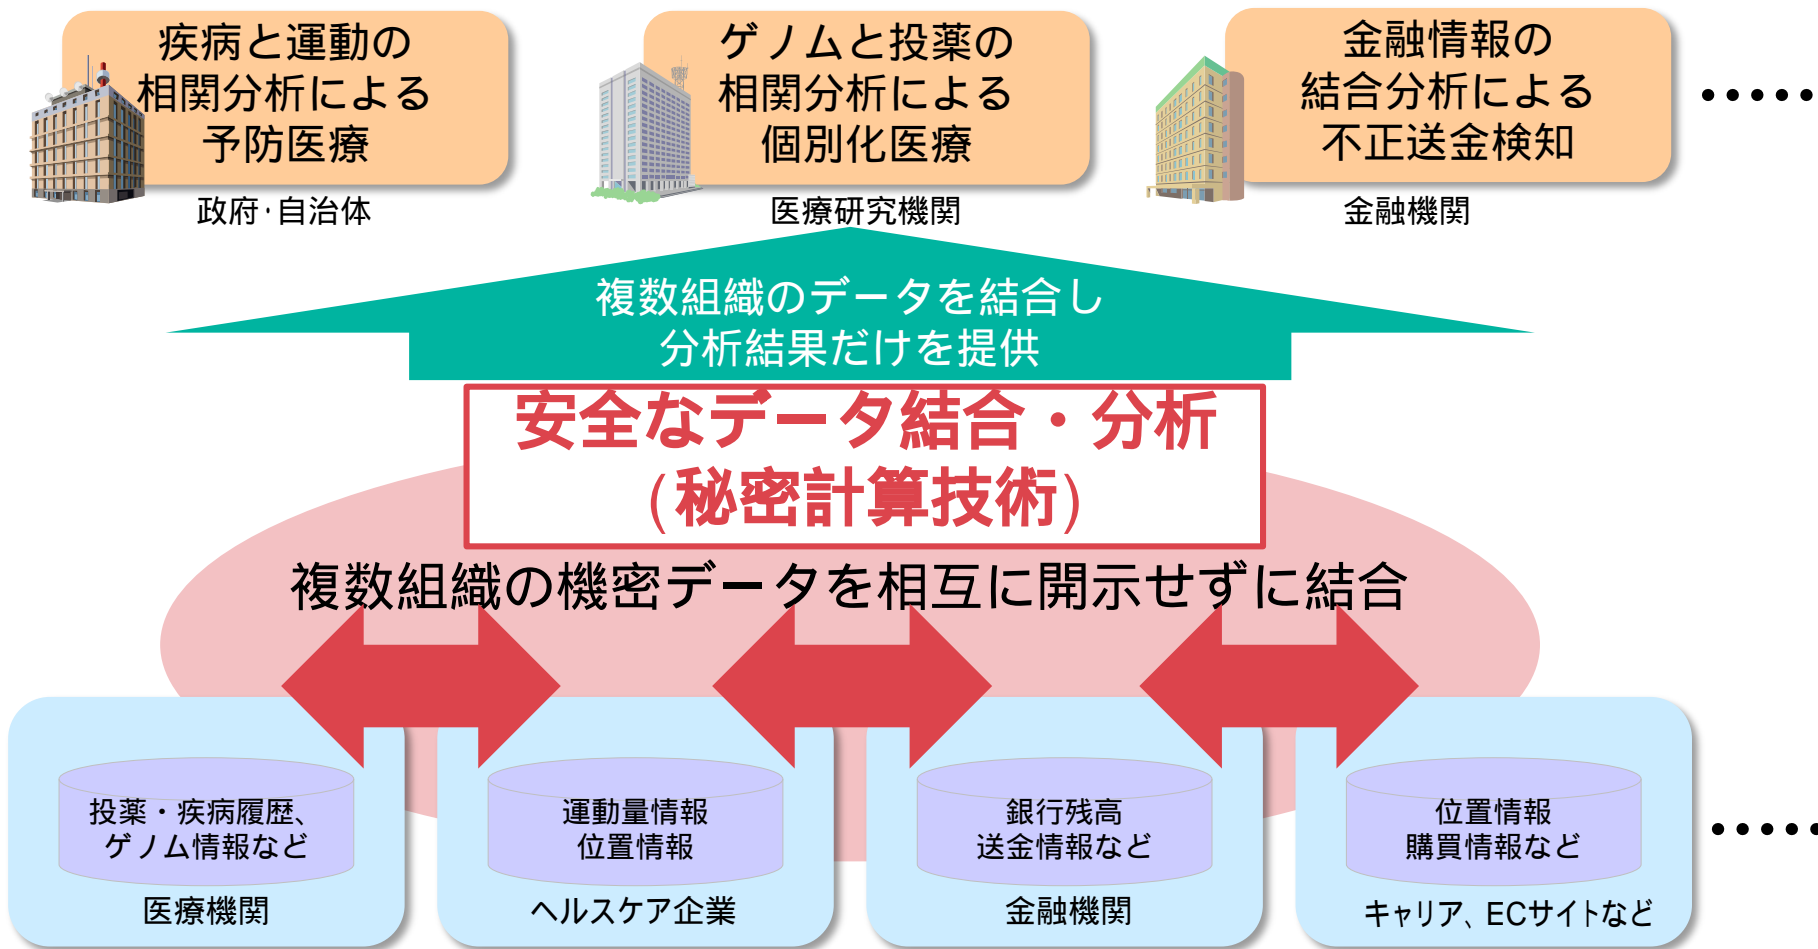 疾病と運動の
相関分析による
予防医療
政府・自治体
ゲノムと投薬の
相関分析による
個別化医療
医療研究機関
金融情報の
結合分析による
不正送金検知
金融機関
•••••
複数組織のデータを結合し
分析結果だけを提供
安全なデータ結合・分析
(秘密計算技術)
複数組織の機密データを相互に開示せずに結合
投薬・疾病履歴、
ゲノム情報など
医療機関
運動量情報
位置情報
ヘルスケア企業
銀行残高
送金情報など
金融機関
位置情報
購買情報など
キャリア、ECサイトなど
•••••